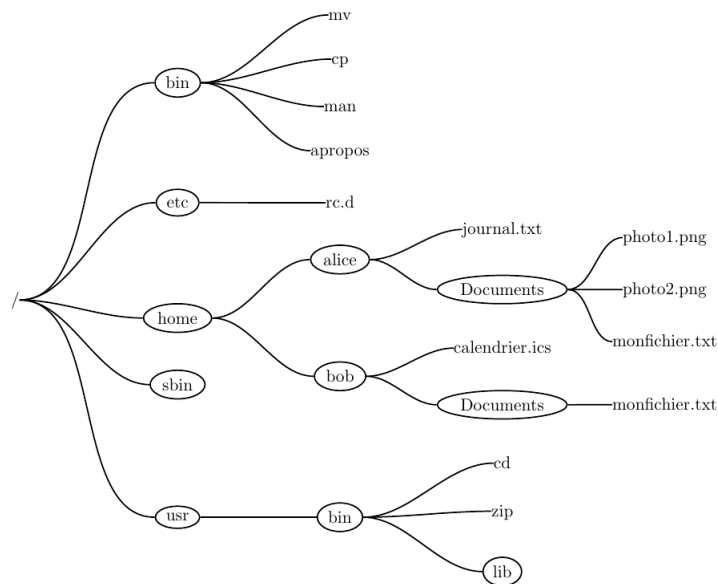 mv
cp
bin
man
apropos
etc
rc.d
journal.txt
photo1.png
alice
Documents
photo2.png
/
home
monfichier.txt
calendrier.ics
bob
sbin
Documents
monfichier.txt
cd
zip
usr
bin
lib